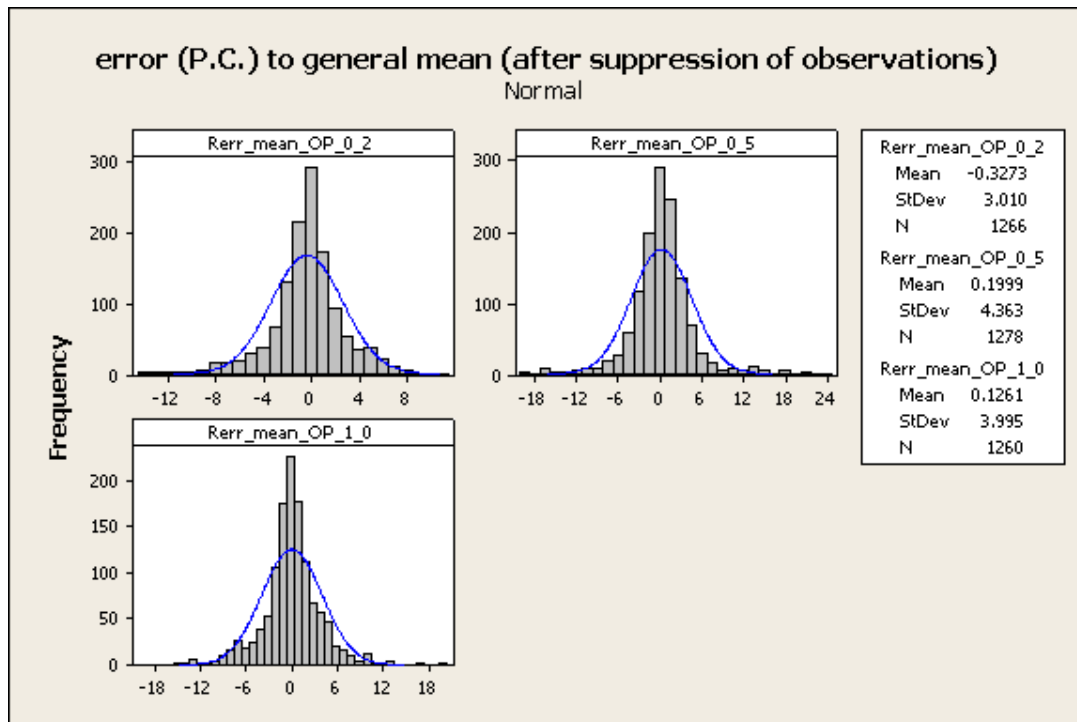 error (P.C.) to general mean (after suppression of observations)
Normal
Rerr_mean_OP_0_2
300
200
100
0
-12 -8 -4 0 4 8
Rerr_mean_OP_0_5
300
200
100
0
-18 -12 -6 0 6 12 18 24
Rerr_mean_OP_0_2
Mean -0.3273
StDev 3.010
N 1266
Rerr_mean_OP_0_5
Mean 0.1999
StDev 4.363
N 1278
Rerr_mean_OP_1_0
Mean 0.1261
StDev 3.995
N 1260
Frequency
Rerr_mean_OP_1_0
200
150
100
50
0
-18 -12 -6 0 6 12 18